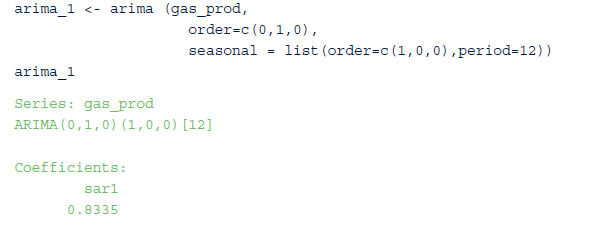 arima_1 <- arima (gas_prod,
order=c(0,1,0),
seasonal = list(order=c(1,0,0),period=12))
arima_1
Series: gas_prod
ARIMA(0,1,0)(1,0,0)[12]
Coefficients:
sar1
0.8335